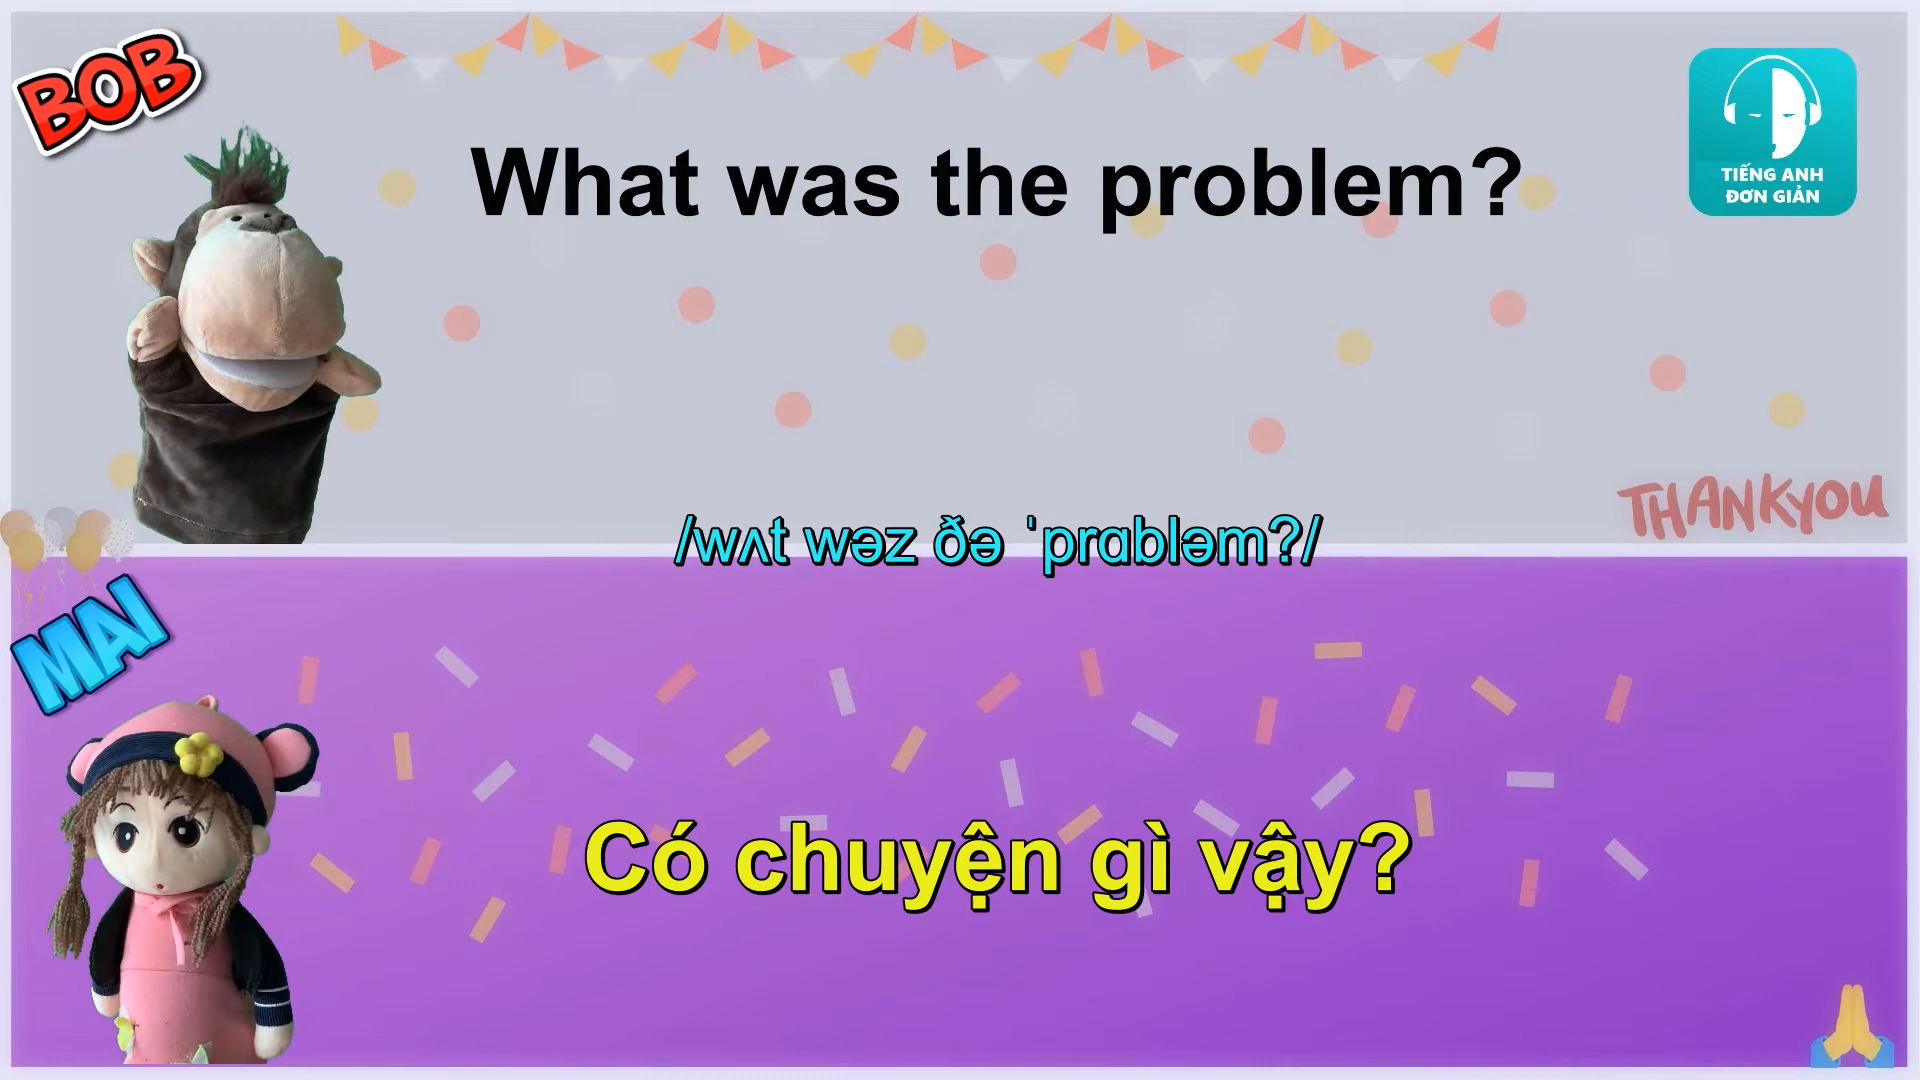 BOB
What was the problem?
TIẾNG ANH
ĐƠN GIẢN
THANKYOU
/wʌt wəz ðə ˈprɑbləm?/
MAI
Có chuyện gì vậy?